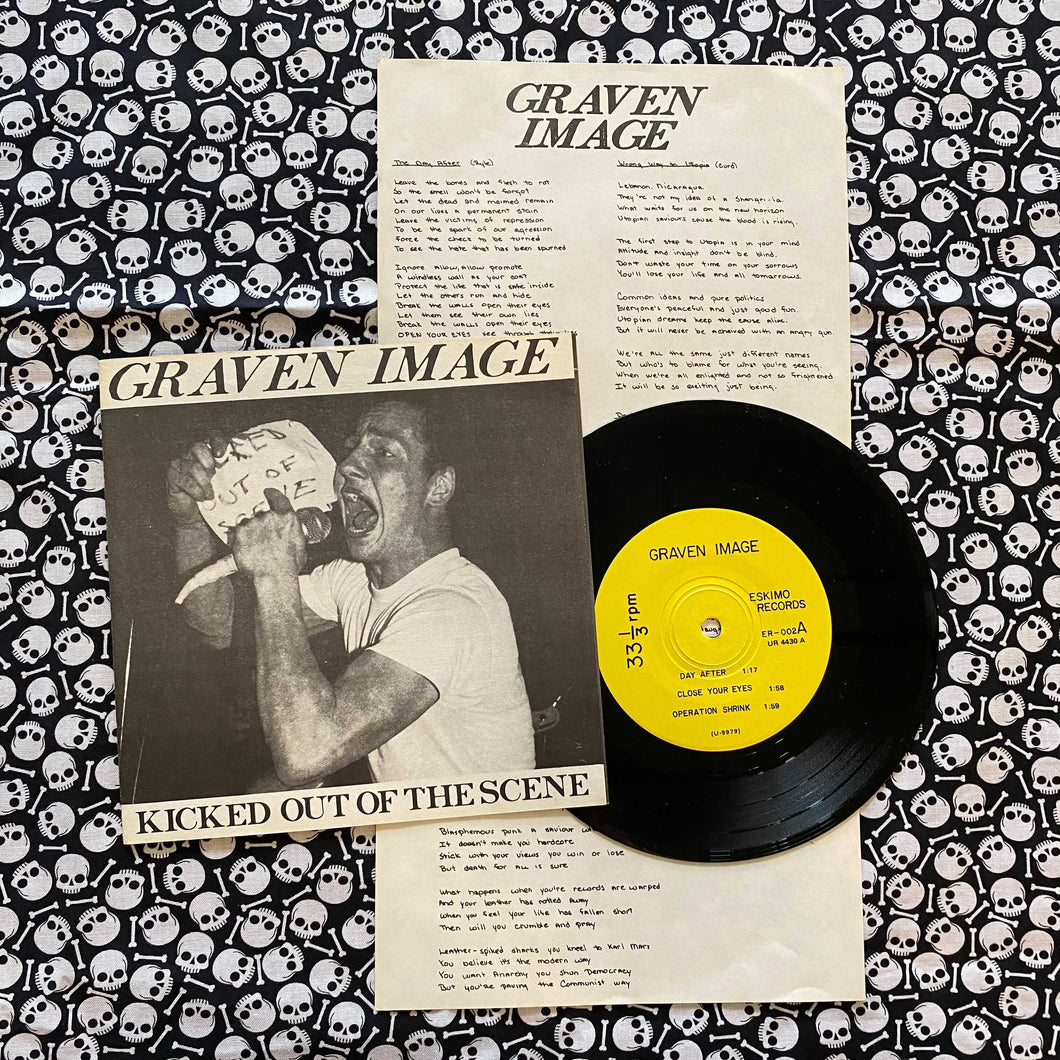 GRAVEN
IMAGE
The Day After (Ryle)
Leave the bones and flesh to rot
So the smell won't be forgot
Let the dead and maimed remain
On our lives a permanent stain
Leave the victims of repression
To be the spark of our agression
Force the check to be turned
To see the hate that has been spurned
Ignore Allow, allow promote
A windless wall as your coat
Protect the life that is inside
Let the others run and hide
Break the walls open their eyes
Let them see their own lies
Break the walls open their eyes
OPEN YOUR EYES see through
Wrong Way to Utopia (Curó)
Lebanon, Nicaragua
They're not my idea of a Shangri-la.
What waits for us on the new horizon
Utopian saviours cause the blood is rising.
The first step to Utopia is in your mind
Attitude and insight don't be blind.
Don't waste your time on your sorrows
You'll lose your life and all tomorrows.
Common ideas and pure politics
Everyone's peaceful and just good fun.
Utopian dreams keep the cause alive.
But it will never be acheived with an angry gun.
We're ALL the same just different names
But who's to blame for what you're seeing.
When we're all enlighted and not so frightened
It will be so exiting just being.
GRAVEN IMAGE
KICKED
OUT OF
KICKED OUT OF THE SCENE
GRAVEN IMAGE
33 1/3 rpm
ESKIMO
RECORDS
ER-002A
UR 4430 A
DAY AFTER 1:17
CLOSE YOUR EYES 1:58
OPERATION SHRINK 1:59
(U-9979)
Blasphemous punk a saviour
It doesn't make you hardcore
Stick with your views you win or lose
But death for ALL is sure
What happens when you're records are warped
And your leather has rotted away
When you feel your life has fallen short
Then will you crumble and pray
Leather-spiked sharks you kneel to Karl Marx
You believe its the modern way
You want Anarchy you shun Democracy
But you're paving the Communist way